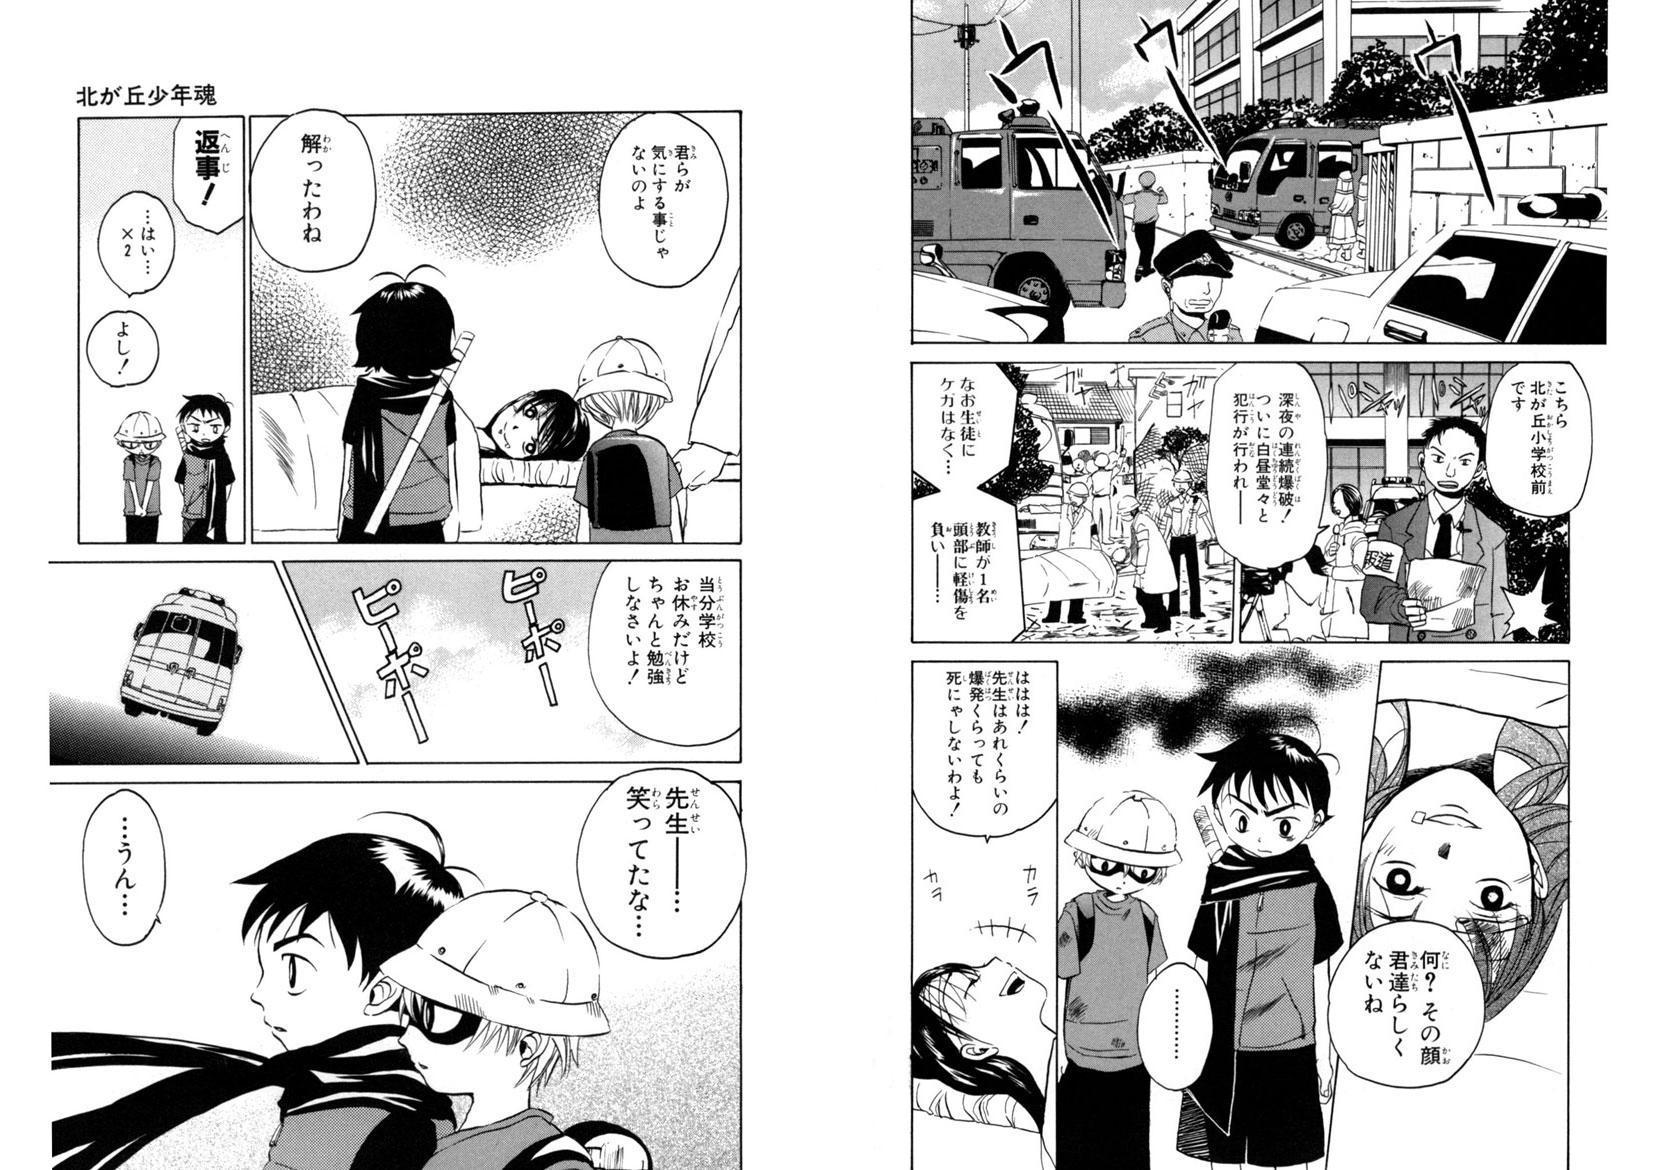 ウゥ
ウゥ
ウゥ
こちら
北が丘小学校前
です
報道
深夜の連続爆破!
ついに白昼堂々と
犯行が行われ――
ガヤ
なお生徒に
ケガはなく…
教師が1名
頭部に軽傷を
負い――――
何?その顔
君達らしく
ないね
…………
ははは!
先生はあれくらいの
爆発くらっても
死にゃしないわよ!
カラ
カラ
北が丘少年魂
君らが
気にする事じゃ
ないのよ
解ったわね
返事!
…はい…
×2
よし!
当分学校
お休みだけど
ちゃんと勉強
しなさいよ!
ピーポー
ピーポー
先生――…
笑ってたな…
…うん…